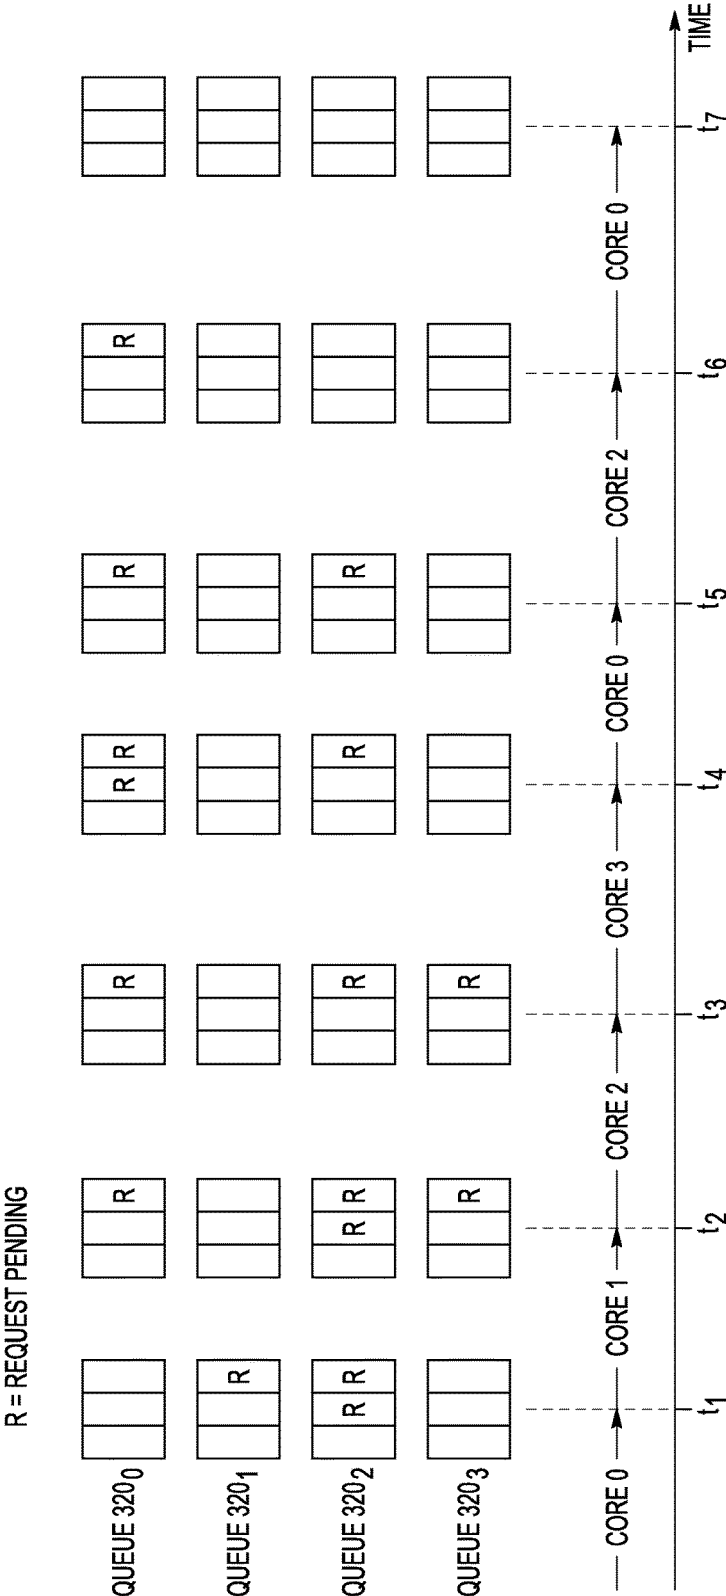 R = REQUEST PENDING
QUEUE 320₀ R R R R R
QUEUE 320₁ R
QUEUE 320₂ R R R R R R R
QUEUE 320₃ R R
CORE 0 CORE 1 CORE 2 CORE 3 CORE 0 CORE 2 CORE 0
t₁ t₂ t₃ t₄ t₅ t₆ t₇ TIME